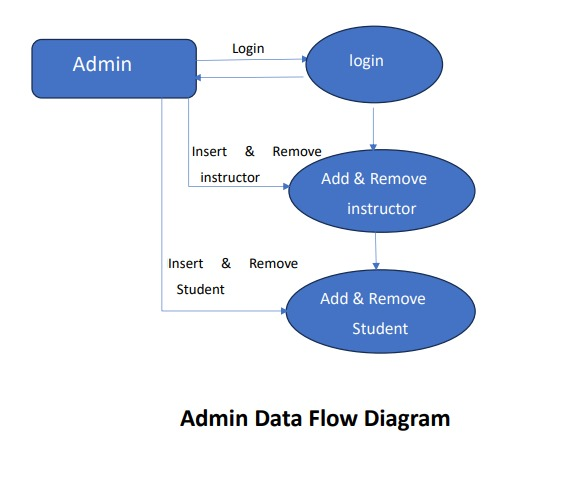 Admin
Login
login
Insert & Remove
instructor
Add & Remove
instructor
Insert & Remove
Student
Add & Remove
Student
Admin Data Flow Diagram